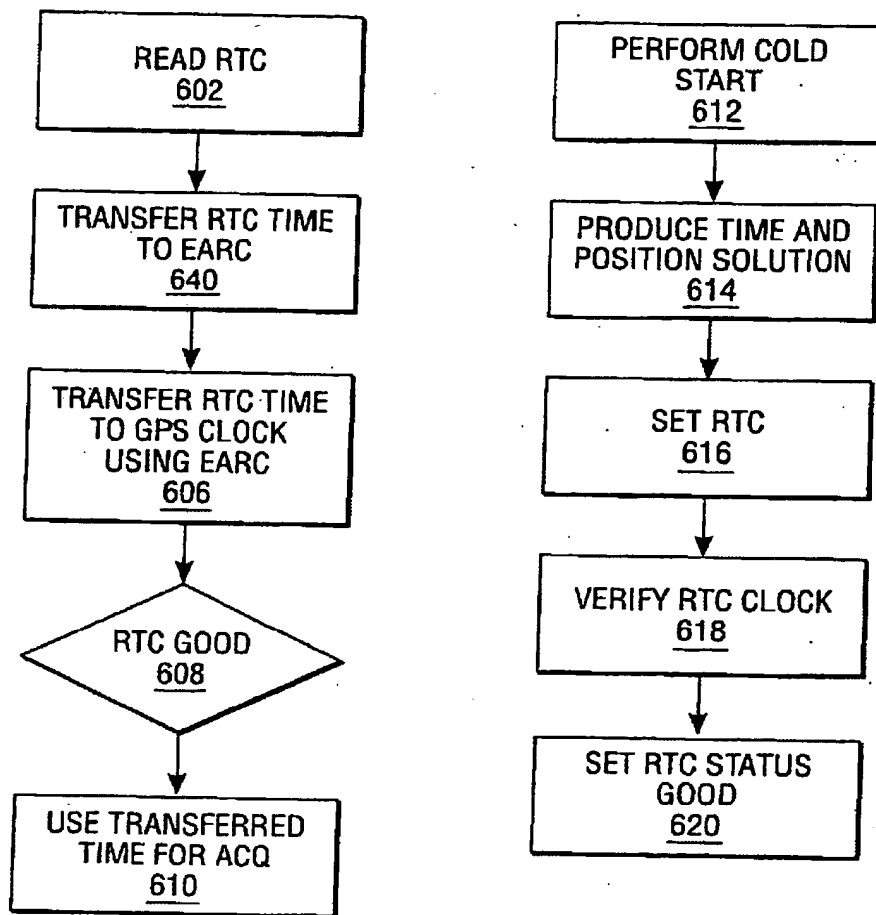 READ RTC
602
TRANSFER RTC TIME
TO EARC
640
TRANSFER RTC TIME
TO GPS CLOCK
USING EARC
606
RTC GOOD
608
USE TRANSFERRED
TIME FOR ACQ
610
PERFORM COLD
START
612
PRODUCE TIME AND
POSITION SOLUTION
614
SET RTC
616
VERIFY RTC CLOCK
618
SET RTC STATUS
GOOD
620